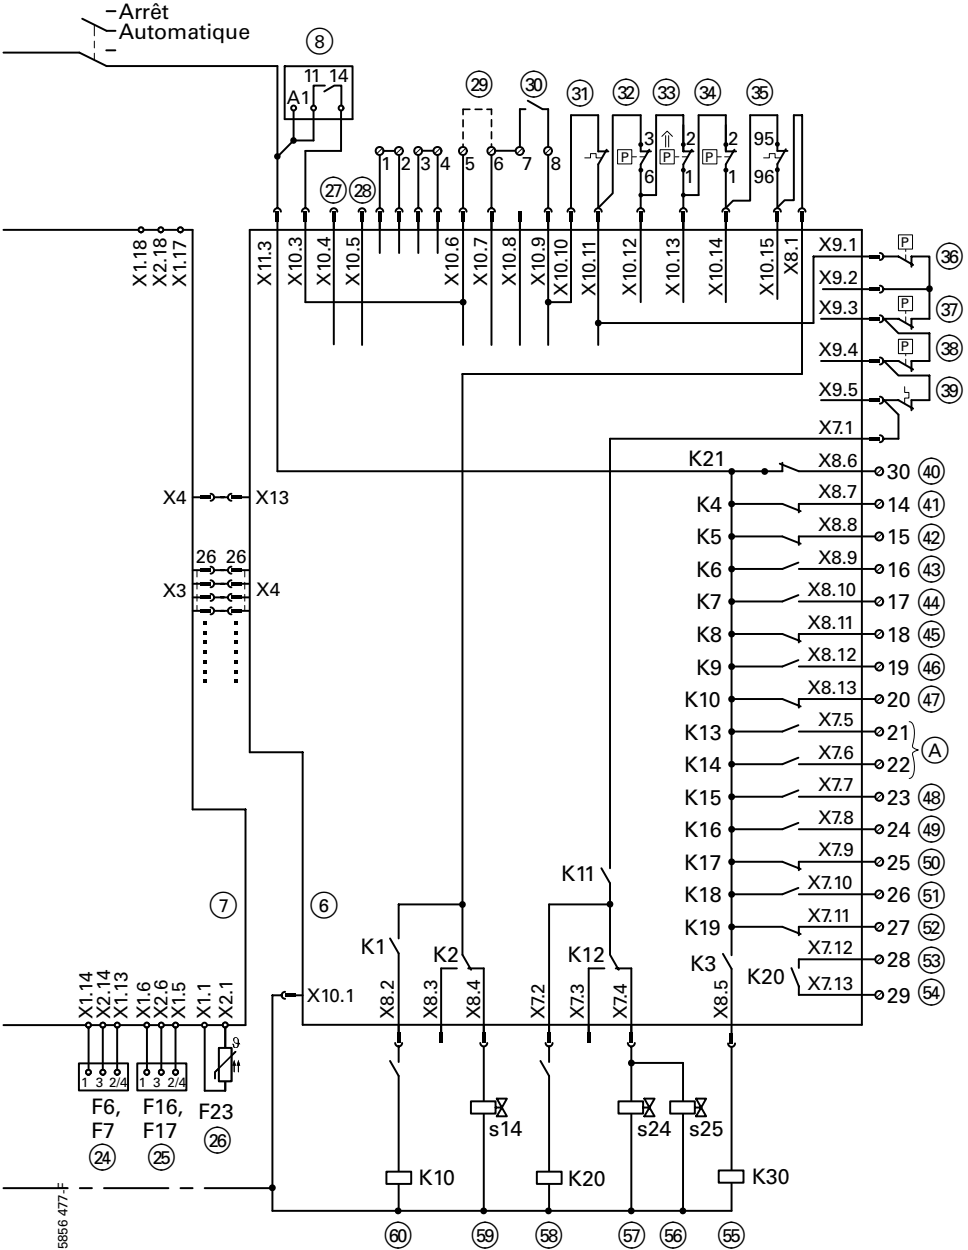 Arrêt
Automatique
8
11 14
A1
29 30 31 32 33 34 35
3 2 2 95
P P P
6 1 1 96
1 2 3 4 5 6 7 8
27 28
X1.18
X2.18
X1.17
X11.3
X10.3
X10.4
X10.5
X10.6
X10.7
X10.8
X10.9
X10.10
X10.11
X10.12
X10.13
X10.14
X10.15
X8.1
X9.1 P 36
X9.2
X9.3 P 37
X9.4 P 38
X9.5 39
X7.1
K21 X8.6 30 40
X4 X13
K4 X8.7 14 41
K5 X8.8 15 42
26 26
X3 X4
K6 X8.9 16 43
K7 X8.10 17 44
K8 X8.11 18 45
K9 X8.12 19 46
K10 X8.13 20 47
K13 X7.5 21
A
K14 X7.6 22
K15 X7.7 23 48
K16 X7.8 24 49
K17 X7.9 25 50
K18 X7.10 26 51
K19 X7.11 27 52
K11
7 6
K1 K2 K12 K3
X7.12 28 53
K20
X7.13 29 54
X10.1
X1.14
X2.14
X1.13
X1.6
X2.6
X1.5
X1.1
X2.1
X8.2
X8.3
X8.4
X7.2
X7.3
X7.4
X8.5
ϑ
1 3 2/4 1 3 2/4
F6,
F7
24
F16,
F17
25
F23
26
s14 s24 s25
K10 K20 K30
60 59 58 57 56 55
5856 477-F